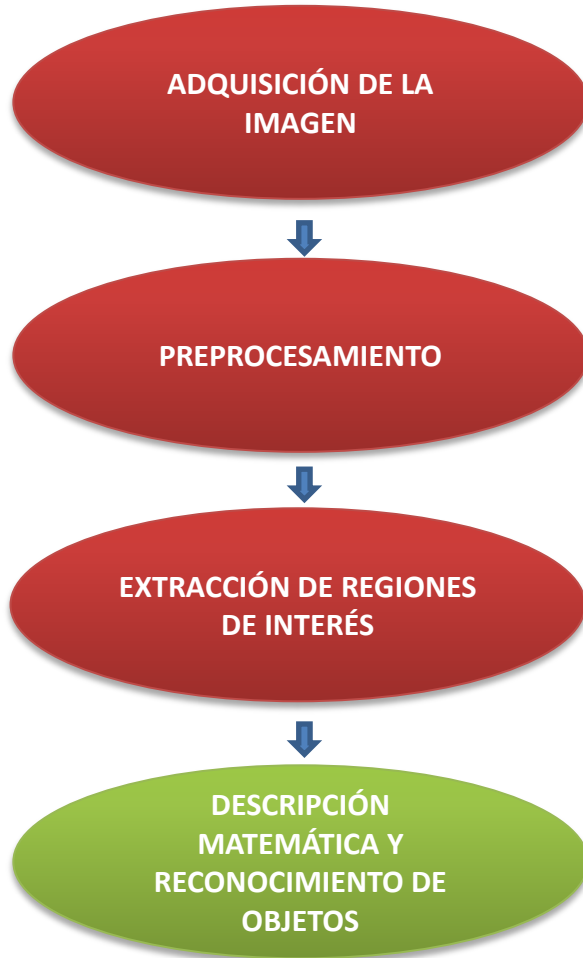 ADQUISICIÓN DE LA
IMAGEN
PREPROCESAMIENTO
EXTRACCIÓN DE REGIONES
DE INTERÉS
DESCRIPCIÓN
MATEMÁTICA Y
RECONOCIMIENTO DE
OBJETOS